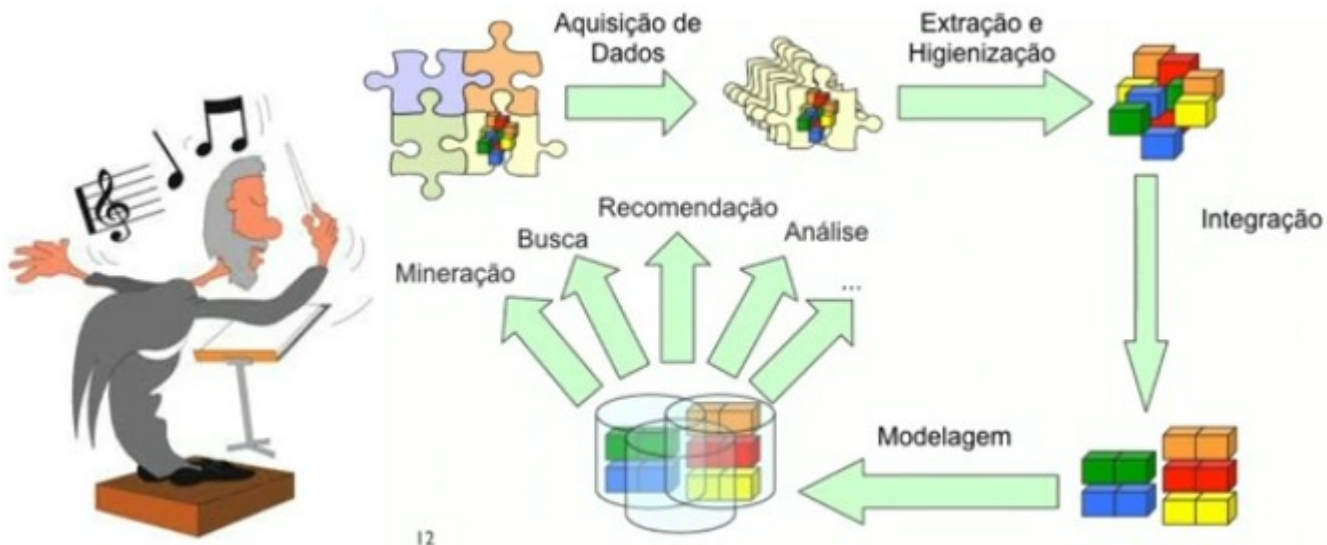 Aquisição de
Dados
Extração e
Higienização
Integração
Recomendação
Busca
Análise
Mineração
...
Modelagem
12